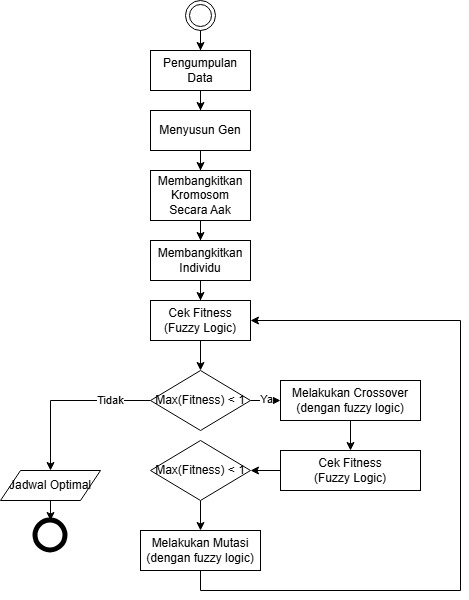 Pengumpulan
Data
Menyusun Gen
Membangkitkan
Kromosom
Secara Aak
Membangkitkan
Individu
Cek Fitness
(Fuzzy Logic)
Max(Fitness) < 1
Tidak
Ya
Melakukan Crossover
(dengan fuzzy logic)
Cek Fitness
(Fuzzy Logic)
Max(Fitness) < 1
Jadwal Optimal
Melakukan Mutasi
(dengan fuzzy logic)